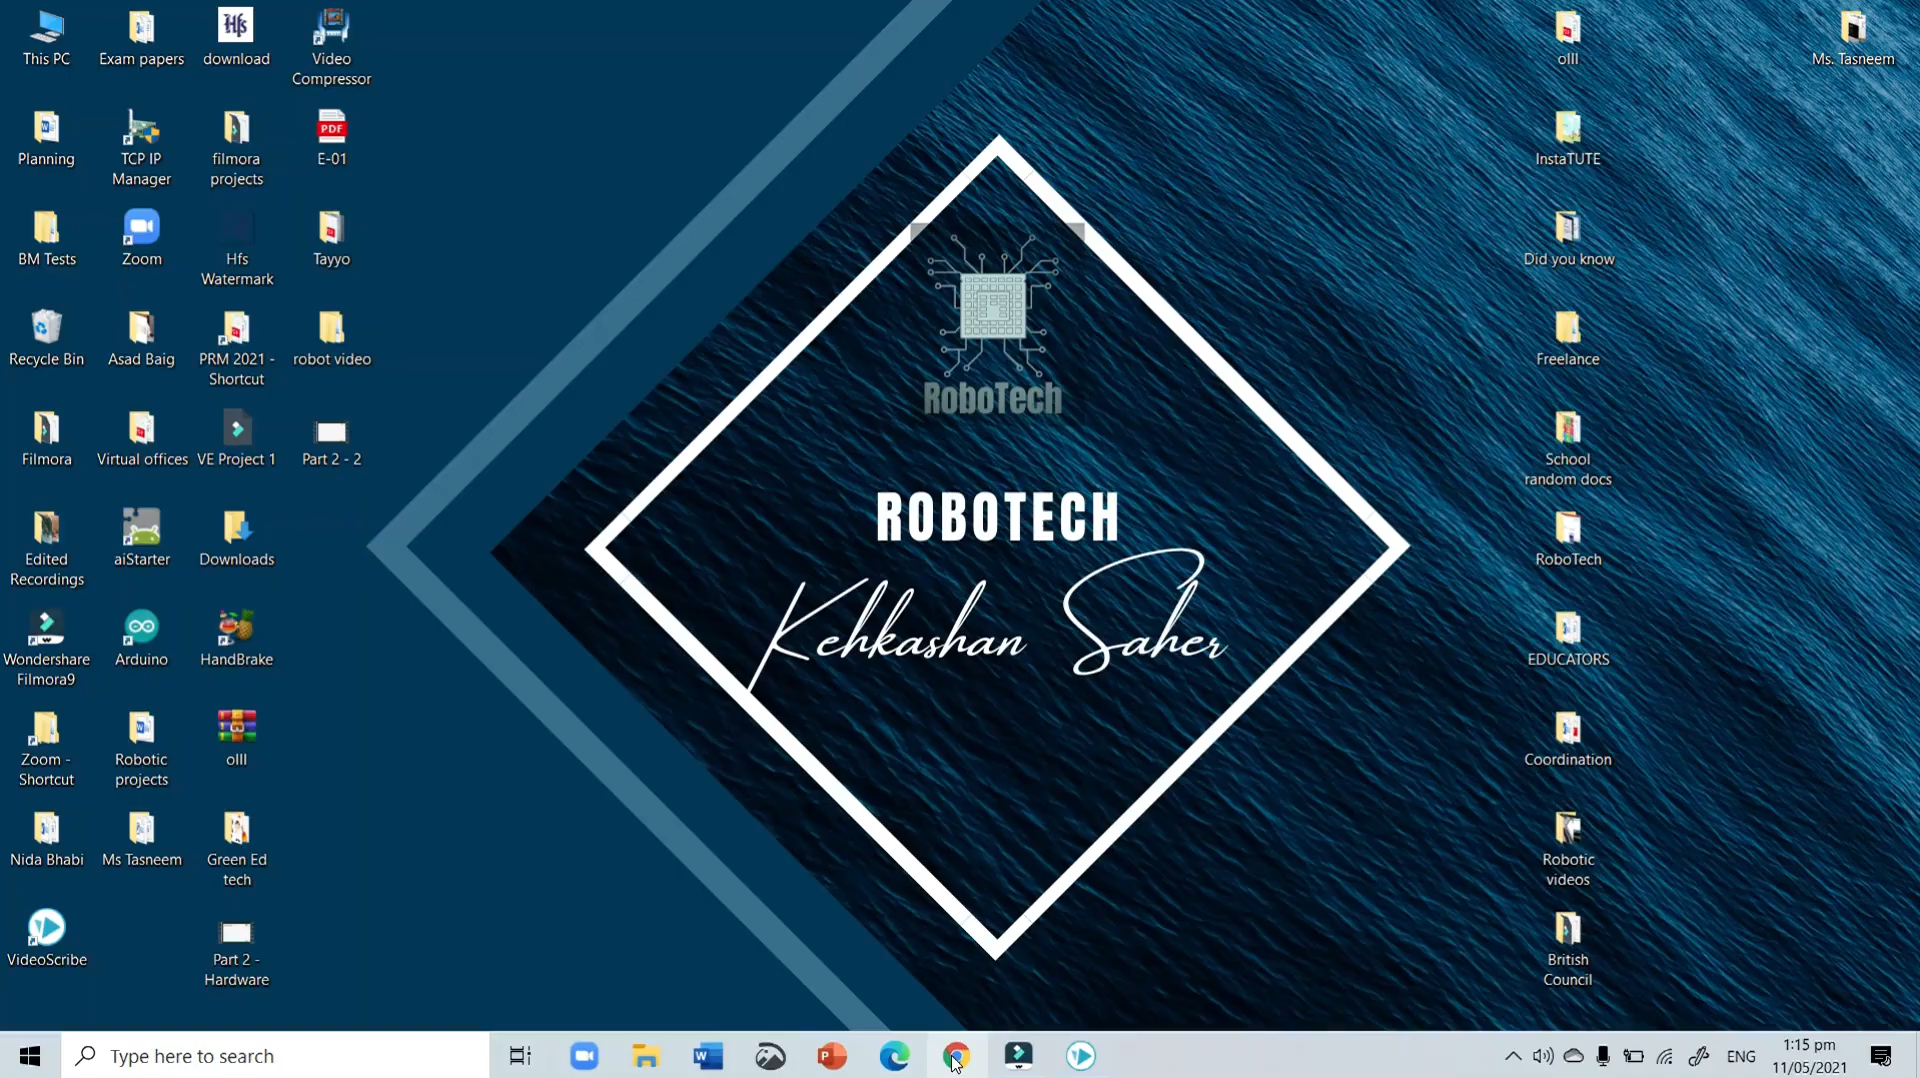 This PC
Exam papers
Hfs
download
Video
Compressor
Planning
TCP IP
Manager
filmora
projects
PDF
E-01
BM Tests
Zoom
Hfs
Watermark
Tayyo
Recycle Bin
Asad Baig
PRM 2021 -
Shortcut
robot video
Filmora
Virtual offices
VE Project 1
Part 2 - 2
Edited
Recordings
aiStarter
Downloads
Wondershare
Filmora9
Arduino
HandBrake
Zoom -
Shortcut
Robotic
projects
olll
Nida Bhabi
Ms Tasneem
Green Ed
tech
VideoScribe
Part 2 -
Hardware
RoboTech
ROBOTECH
Kehkashan Saher
olll
Ms. Tasneem
InstaTUTE
Did you know
Freelance
School
random docs
RoboTech
EDUCATORS
Coordination
Robotic
videos
British
Council
Type here to search
ENG
1:15 pm
11/05/2021